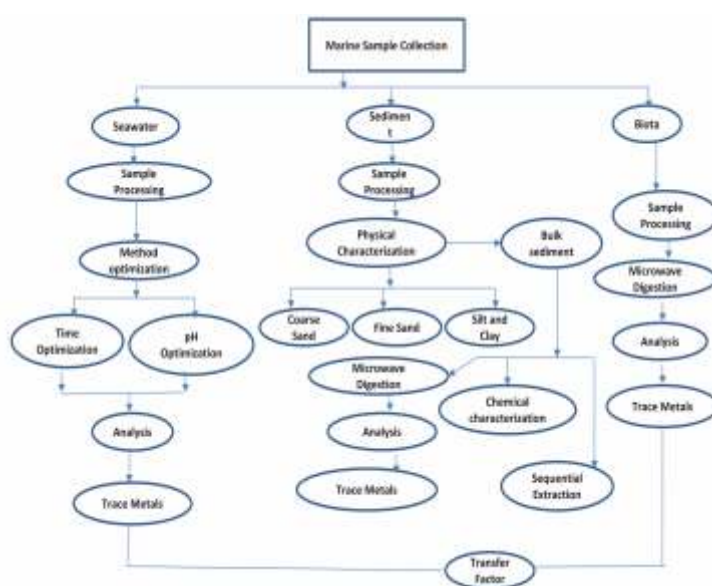 Marine Sample Collection
Seawater
Sedimen
t
Biota
Sample
Processing
Sample
Processing
Sample
Processing
Method
optimization
Physical
Characterization
Bulk
sediment
Microwave
Digestion
Time
Optimization
pH
Optimization
Coarse
Sand
Fine Sand
Silt and
Clay
Analysis
Microwave
Digestion
Chemical
characterization
Trace Metals
Analysis
Analysis
Trace Metals
Sequential
Extraction
Trace Metals
Transfer
Factor